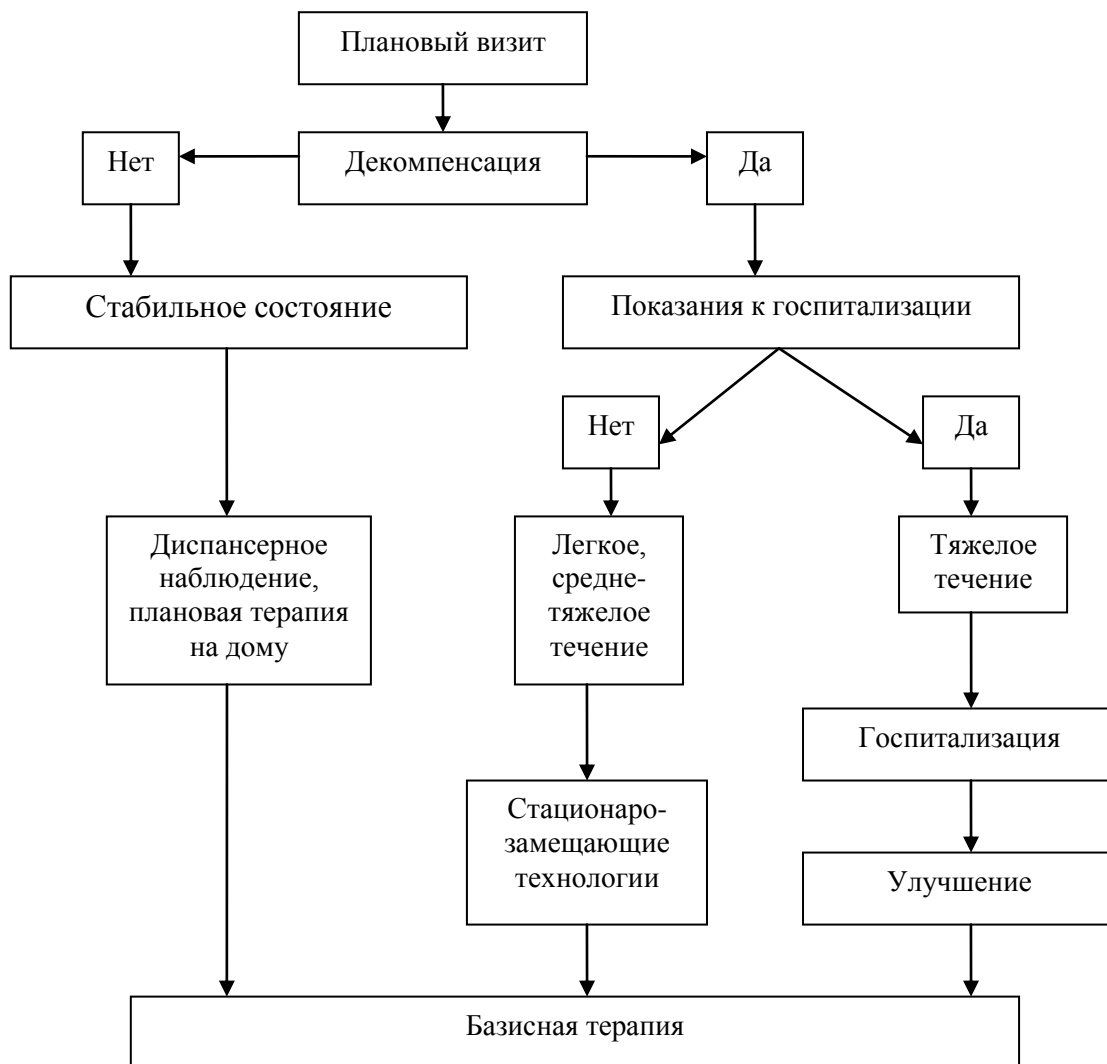 Плановый визит
Нет
Декомпенсация
Да
Стабильное состояние
Показания к госпитализации
Нет
Да
Диспансерное
наблюдение,
плановая терапия
на дому
Легкое,
средне-
тяжелое
течение
Тяжелое
течение
Госпитализация
Стационаро-
замещающие
технологии
Улучшение
Базисная терапия